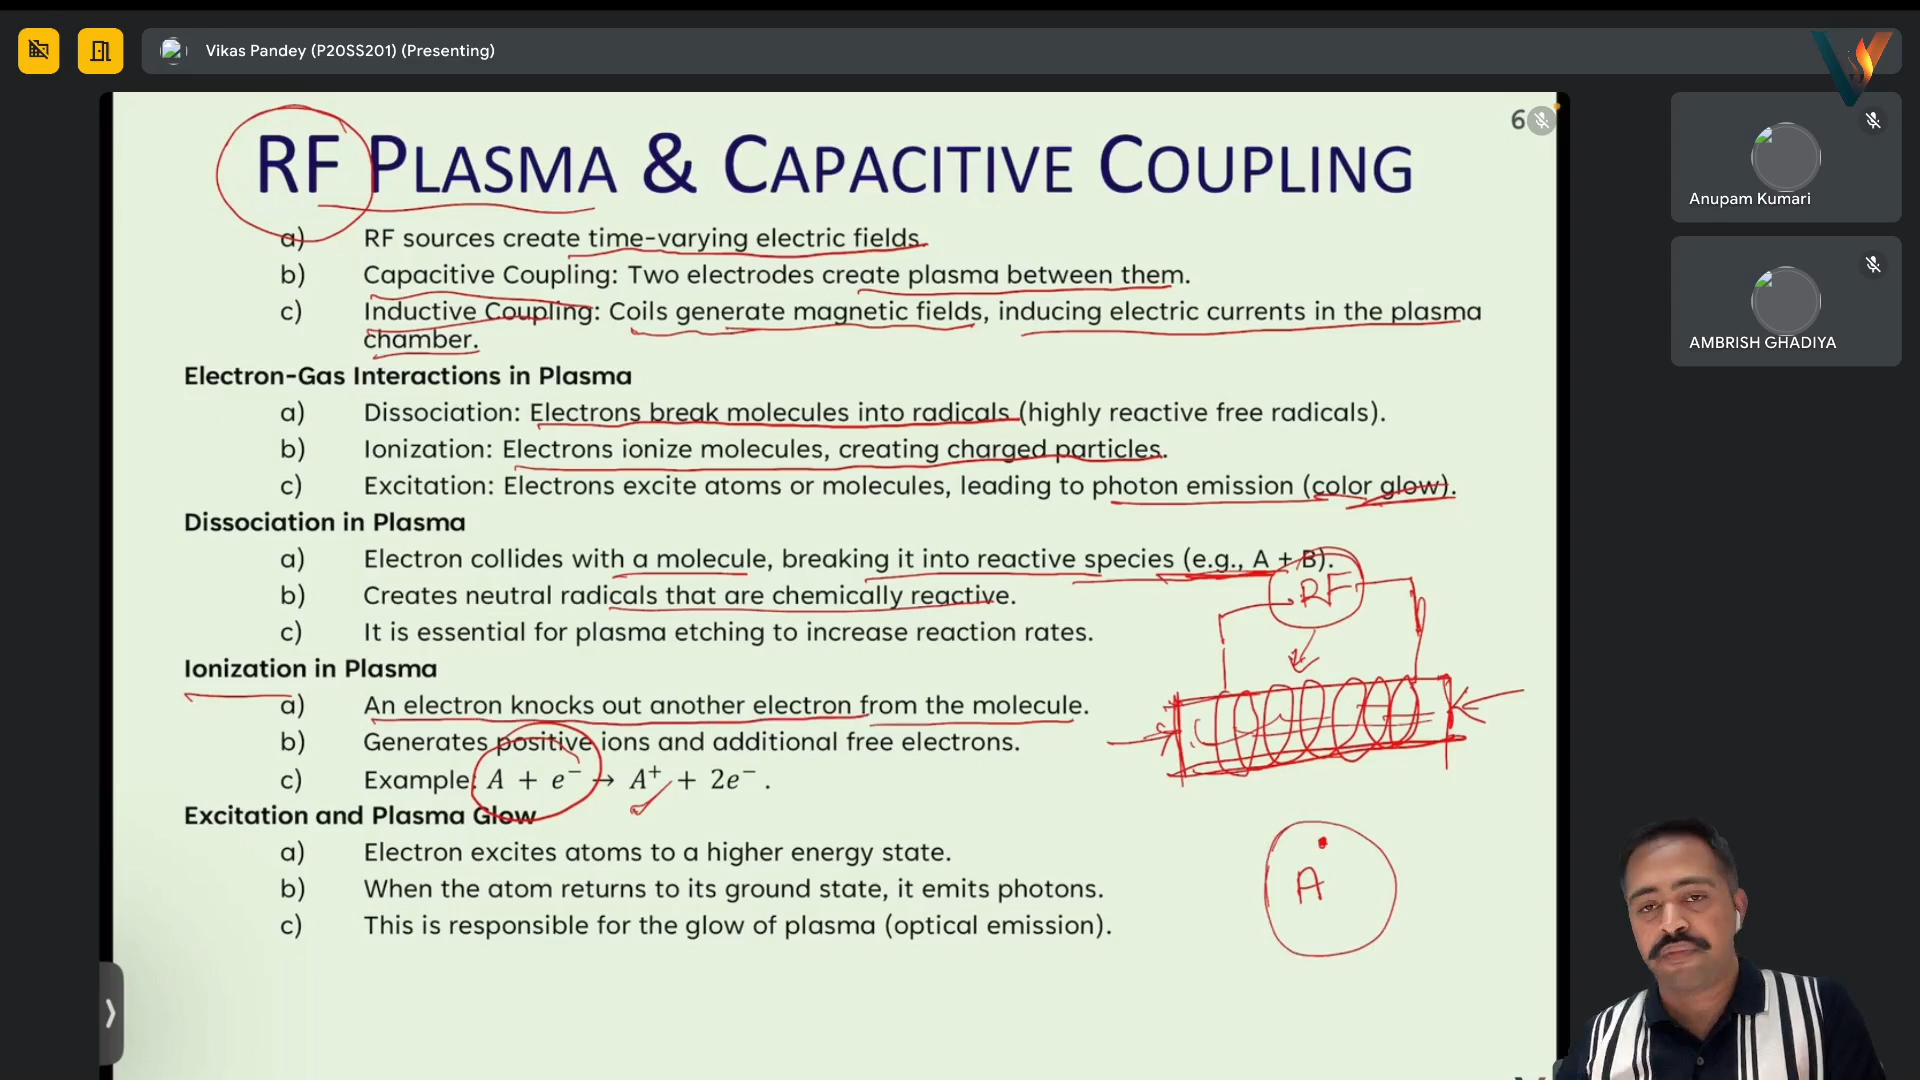 Vikas Pandey (P20SS201) (Presenting)
6
RF PLASMA & CAPACITIVE COUPLING
a) RF sources create time-varying electric fields.
b) Capacitive Coupling: Two electrodes create plasma between them.
c) Inductive Coupling: Coils generate magnetic fields, inducing electric currents in the plasma
chamber.
Electron-Gas Interactions in Plasma
a) Dissociation: Electrons break molecules into radicals (highly reactive free radicals).
b) Ionization: Electrons ionize molecules, creating charged particles.
c) Excitation: Electrons excite atoms or molecules, leading to photon emission (color glow).
Dissociation in Plasma
a) Electron collides with a molecule, breaking it into reactive species (e.g., A + B).
b) Creates neutral radicals that are chemically reactive.
c) It is essential for plasma etching to increase reaction rates.
Ionization in Plasma
a) An electron knocks out another electron from the molecule.
b) Generates positive ions and additional free electrons.
c) Example: A + e⁻ → A⁺ + 2e⁻ .
Excitation and Plasma Glow
a) Electron excites atoms to a higher energy state.
b) When the atom returns to its ground state, it emits photons.
c) This is responsible for the glow of plasma (optical emission).
RF
A
Anupam Kumari
AMBRISH GHADIYA